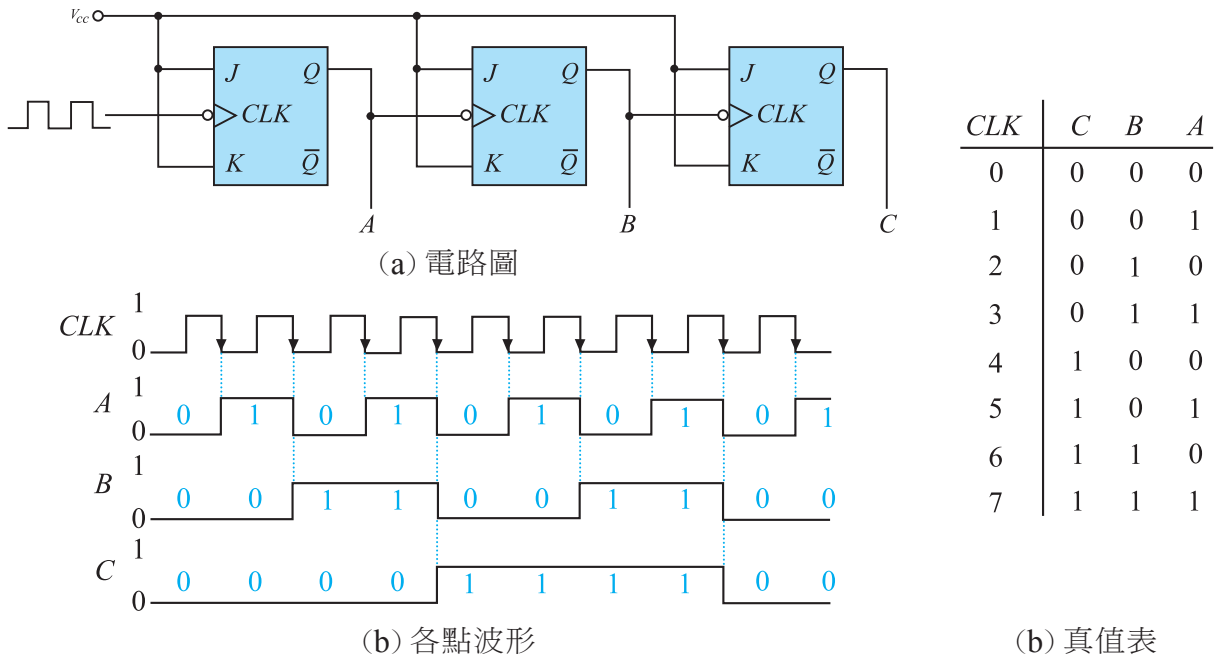 Vcc
J Q J Q J Q
CLK CLK CLK
K Q̅ K Q̅ K Q̅
A B C
(a) 電路圖
CLK 1 0
A 1 0
0 1 0 1 0 1 0 1 0 1
B 1 0
0 0 1 1 0 0 1 1 0 0
C 1 0
0 0 0 0 1 1 1 1 0 0
(b) 各點波形
CLK C B A
0 0 0 0
1 0 0 1
2 0 1 0
3 0 1 1
4 1 0 0
5 1 0 1
6 1 1 0
7 1 1 1
(b) 真值表